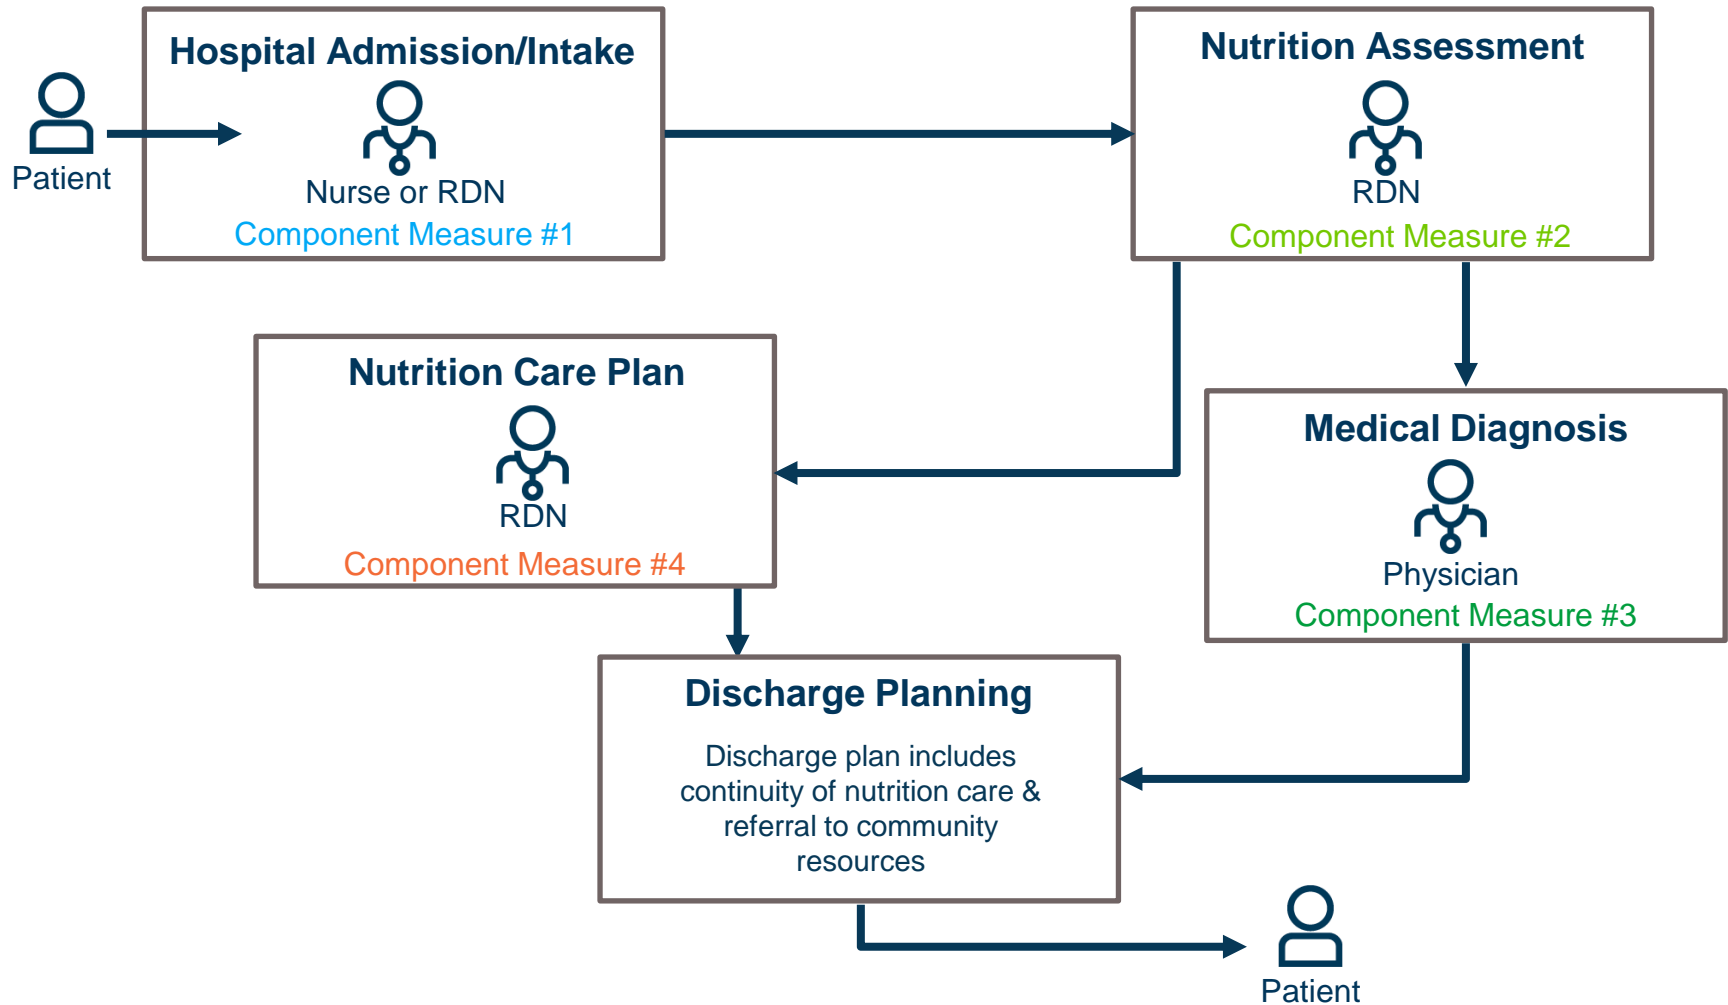 Hospital Admission/Intake
Patient
Nurse or RDN
Component Measure #1
Nutrition Assessment
RDN
Component Measure #2
Nutrition Care Plan
RDN
Component Measure #4
Medical Diagnosis
Physician
Component Measure #3
Discharge Planning
Discharge plan includes
continuity of nutrition care &
referral to community
resources
Patient